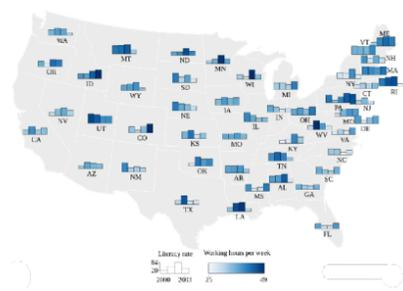 ME
WA
VT
MT
ND
MN
NH
OR
ID
WI
NY
MA
SD
MI
RI
WY
CT
PA
NJ
IA
NE
IN
OH
NV
UT
IL
MD
DE
CO
WV
CA
KS
MO
VA
KY
NC
OK
TN
AZ
NM
AR
SC
AL
MS
GA
TX
LA
FL
Literacy rate
Working hours per week
2000
25
49